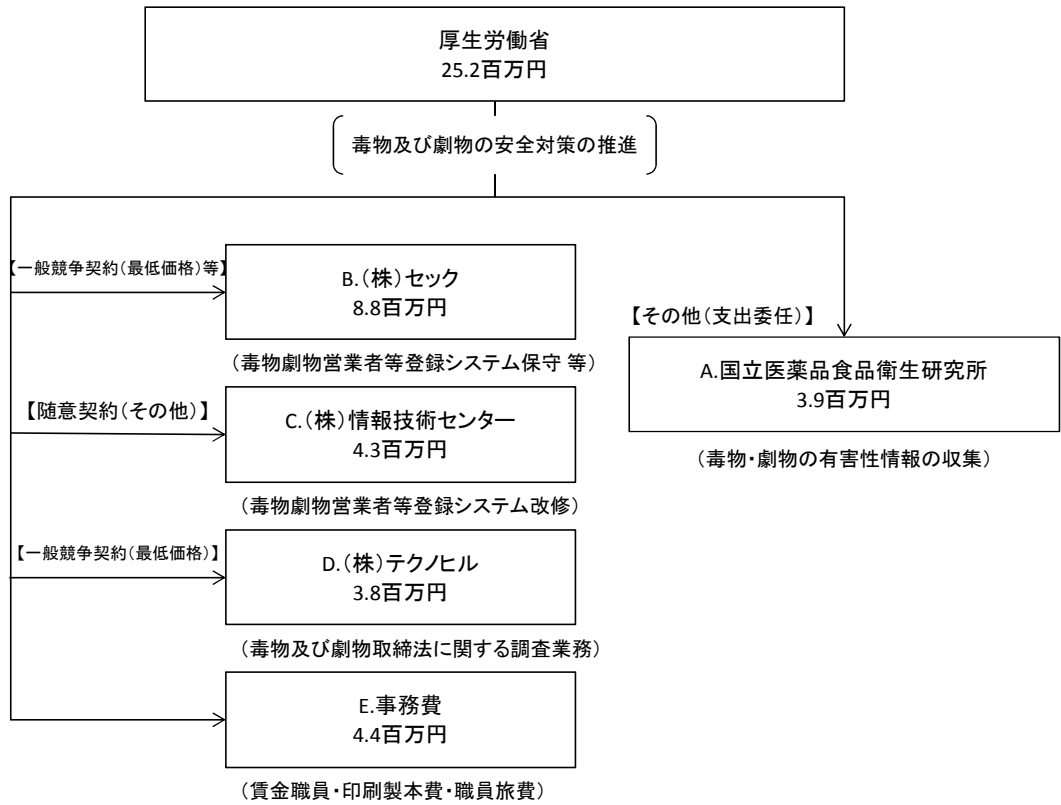 厚生労働省
25.2百万円
毒物及び劇物の安全対策の推進
【一般競争契約(最低価格)等】
B.(株)セック
8.8百万円
(毒物劇物営業者等登録システム保守 等)
【その他(支出委任)】
A.国立医薬品食品衛生研究所
3.9百万円
(毒物・劇物の有害性情報の収集)
【随意契約(その他)】
C.(株)情報技術センター
4.3百万円
(毒物劇物営業者等登録システム改修)
【一般競争契約(最低価格)】
D.(株)テクノヒル
3.8百万円
(毒物及び劇物取締法に関する調査業務)
E.事務費
4.4百万円
(賃金職員・印刷製本費・職員旅費)